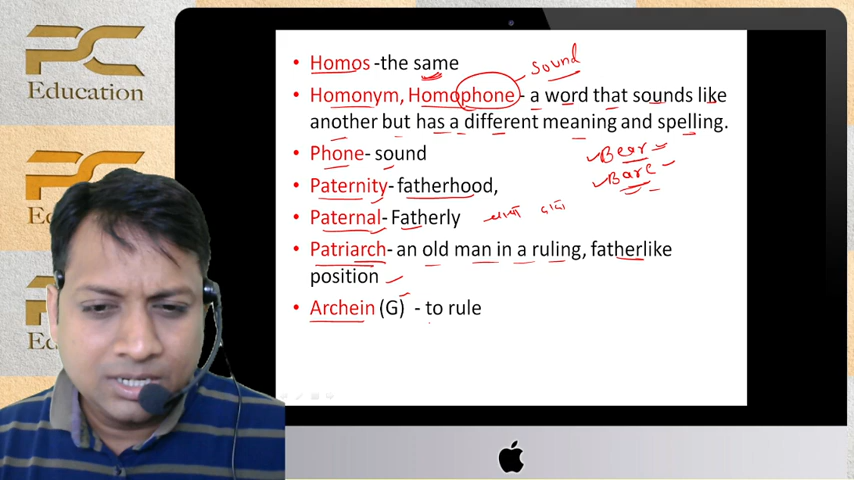 PC
Education
PC
Education
PC
• Homos -the same
sound
• Homonym, Homophone - a word that sounds like
another but has a different meaning and spelling.
• Phone- sound
Bear
Bare
• Paternity- fatherhood,
• Paternal- Fatherly
• Patriarch- an old man in a ruling, fatherlike
position
• Archein (G) - to rule